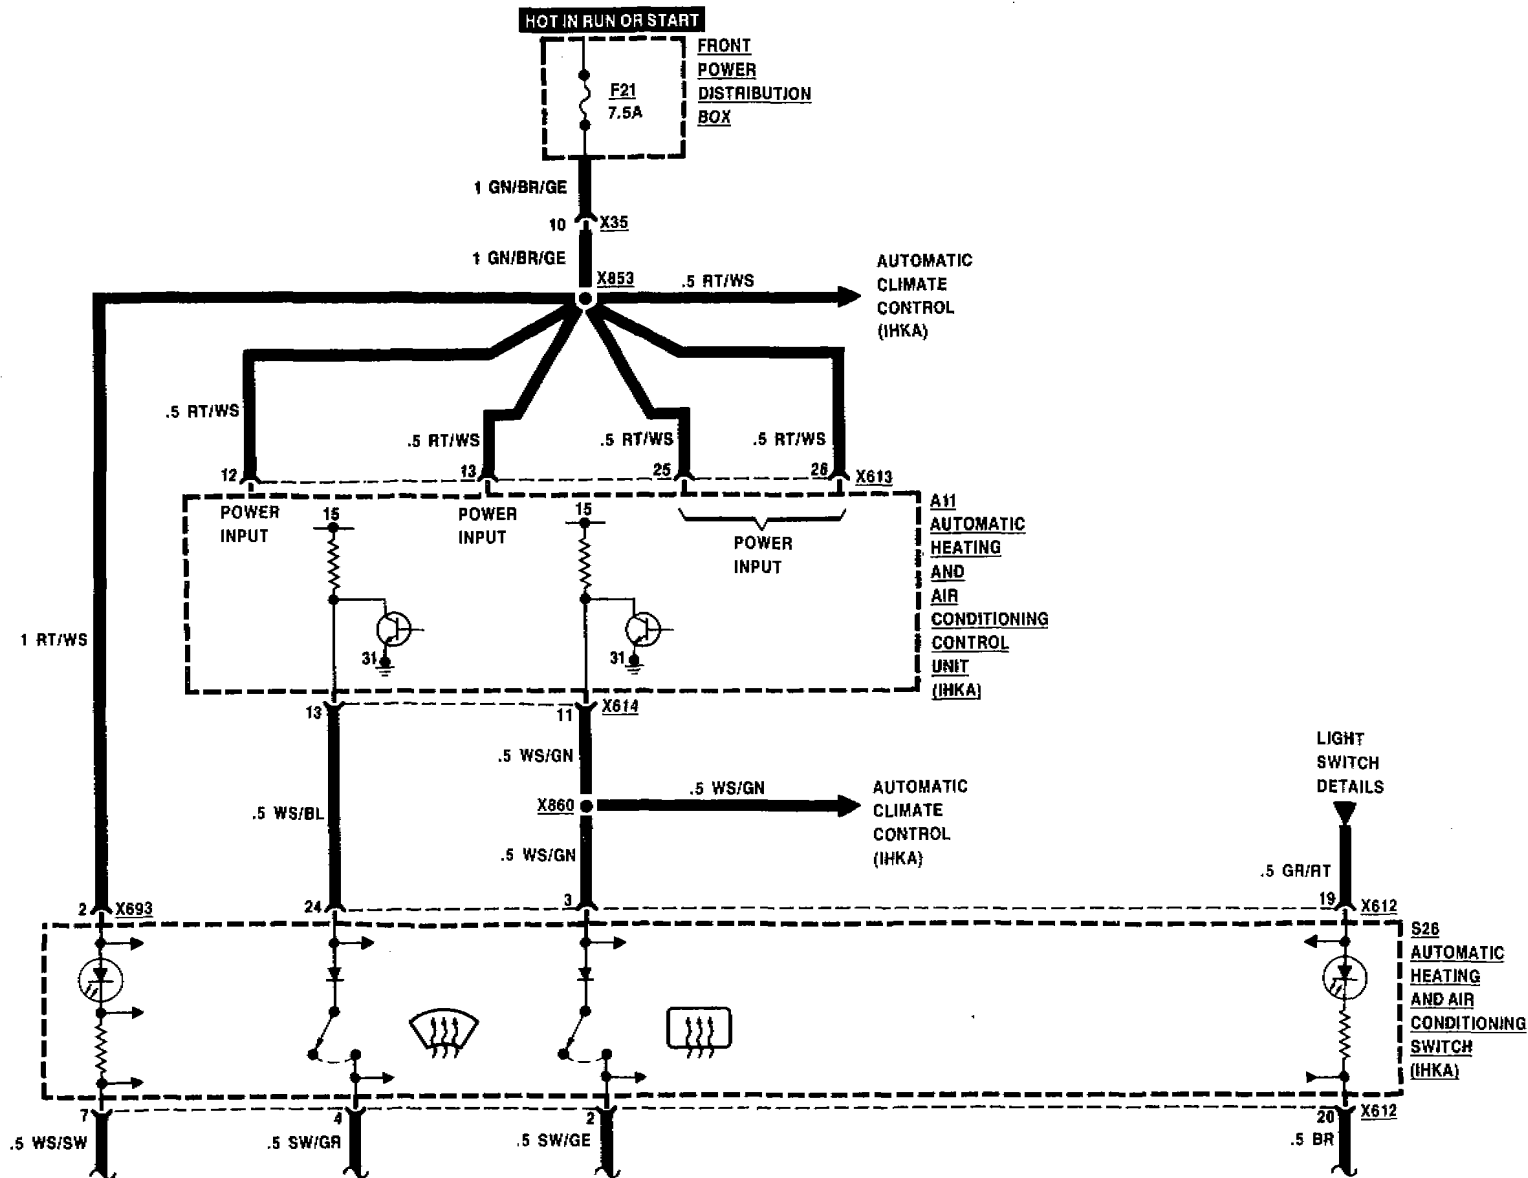 HOT IN RUN OR START
FRONT
POWER
DISTRIBUTION
BOX
F21
7.5A
1 GN/BR/GE
10 X35
1 GN/BR/GE
X853
.5 RT/WS
AUTOMATIC
CLIMATE
CONTROL
(IHKA)
.5 RT/WS
.5 RT/WS
.5 RT/WS
.5 RT/WS
12
13
25
26
X613
POWER
INPUT
15
POWER
INPUT
15
POWER
INPUT
A11
AUTOMATIC
HEATING
AND
AIR
CONDITIONING
CONTROL
UNIT
(IHKA)
31
31
1 RT/WS
13
11
X614
.5 WS/GN
.5 WS/BL
X860
.5 WS/GN
AUTOMATIC
CLIMATE
CONTROL
(IHKA)
.5 WS/GN
LIGHT
SWITCH
DETAILS
.5 GR/RT
2 X693
24
3
19 X612
S26
AUTOMATIC
HEATING
AND AIR
CONDITIONING
SWITCH
(IHKA)
7
4
2
20 X612
.5 WS/SW
.5 SW/GR
.5 SW/GE
.5 BR